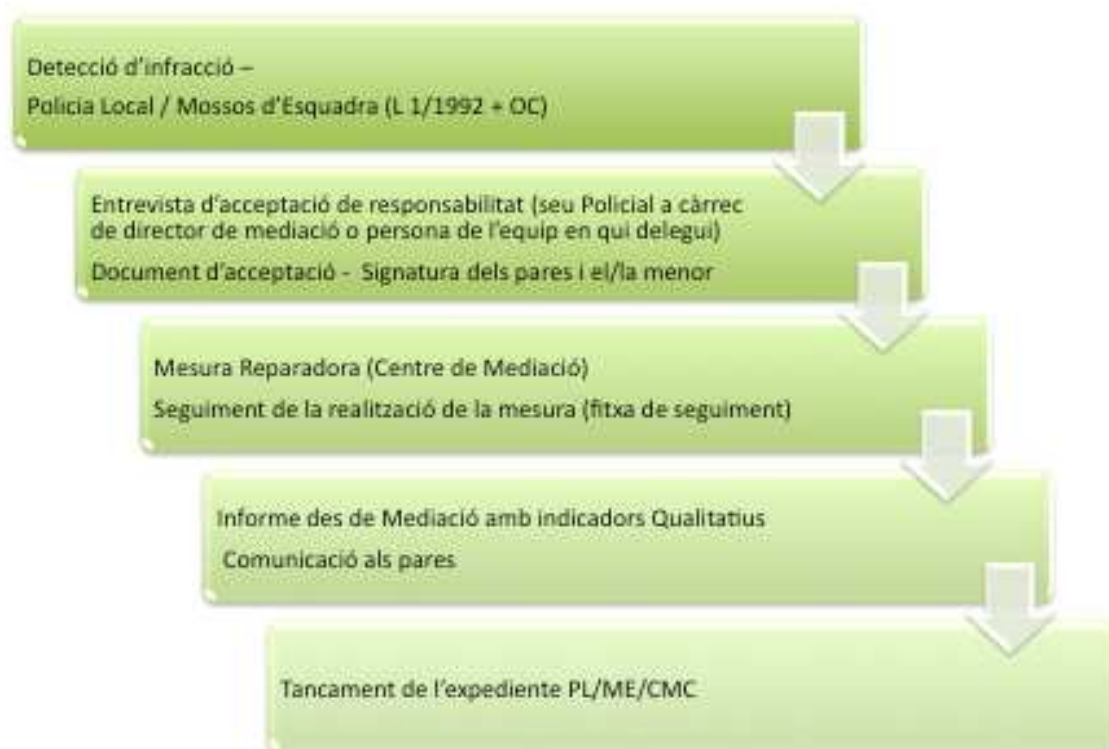 Detecció d'infracció –
Policia Local / Mossos d'Esquadra (L 1/1992 + OC)
Entrevista d'acceptació de responsabilitat (seu Policial a càrrec
de director de mediació o persona de l'equip en qui delegui)
Document d'acceptació - Signatura dels pares i el/la menor
Mesura Reparadora (Centre de Mediació)
Seguiment de la realització de la mesura (fitxa de seguiment)
Informe des de Mediació amb indicadors Qualitatius
Comunicació als pares
Tancament de l'expediente PL/ME/CMC